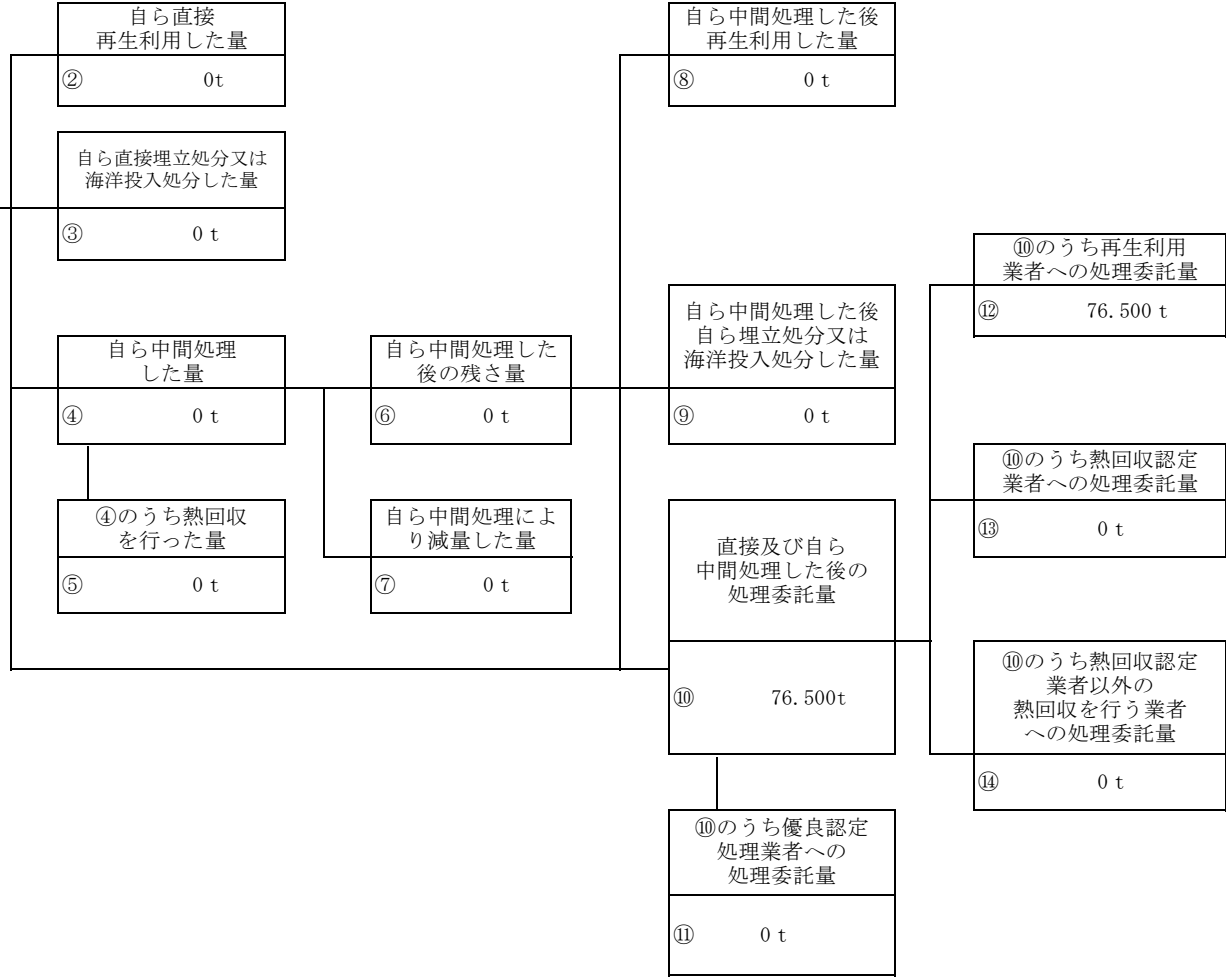 自ら直接
再生利用した量
② 0t
自ら直接埋立処分又は
海洋投入処分した量
③ 0 t
自ら中間処理
した量
④ 0 t
④のうち熱回収
を行った量
⑤ 0 t
自ら中間処理した
後の残さ量
⑥ 0 t
自ら中間処理によ
り減量した量
⑦ 0 t
自ら中間処理した後
再生利用した量
⑧ 0 t
自ら中間処理した後
自ら埋立処分又は
海洋投入処分した量
⑨ 0 t
直接及び自ら
中間処理した後の
処理委託量
⑩ 76.500t
⑩のうち優良認定
処理業者への
処理委託量
⑪ 0 t
⑩のうち再生利用
業者への処理委託量
⑫ 76.500 t
⑩のうち熱回収認定
業者への処理委託量
⑬ 0 t
⑩のうち熱回収認定
業者以外の
熱回収を行う業者
への処理委託量
⑭ 0 t